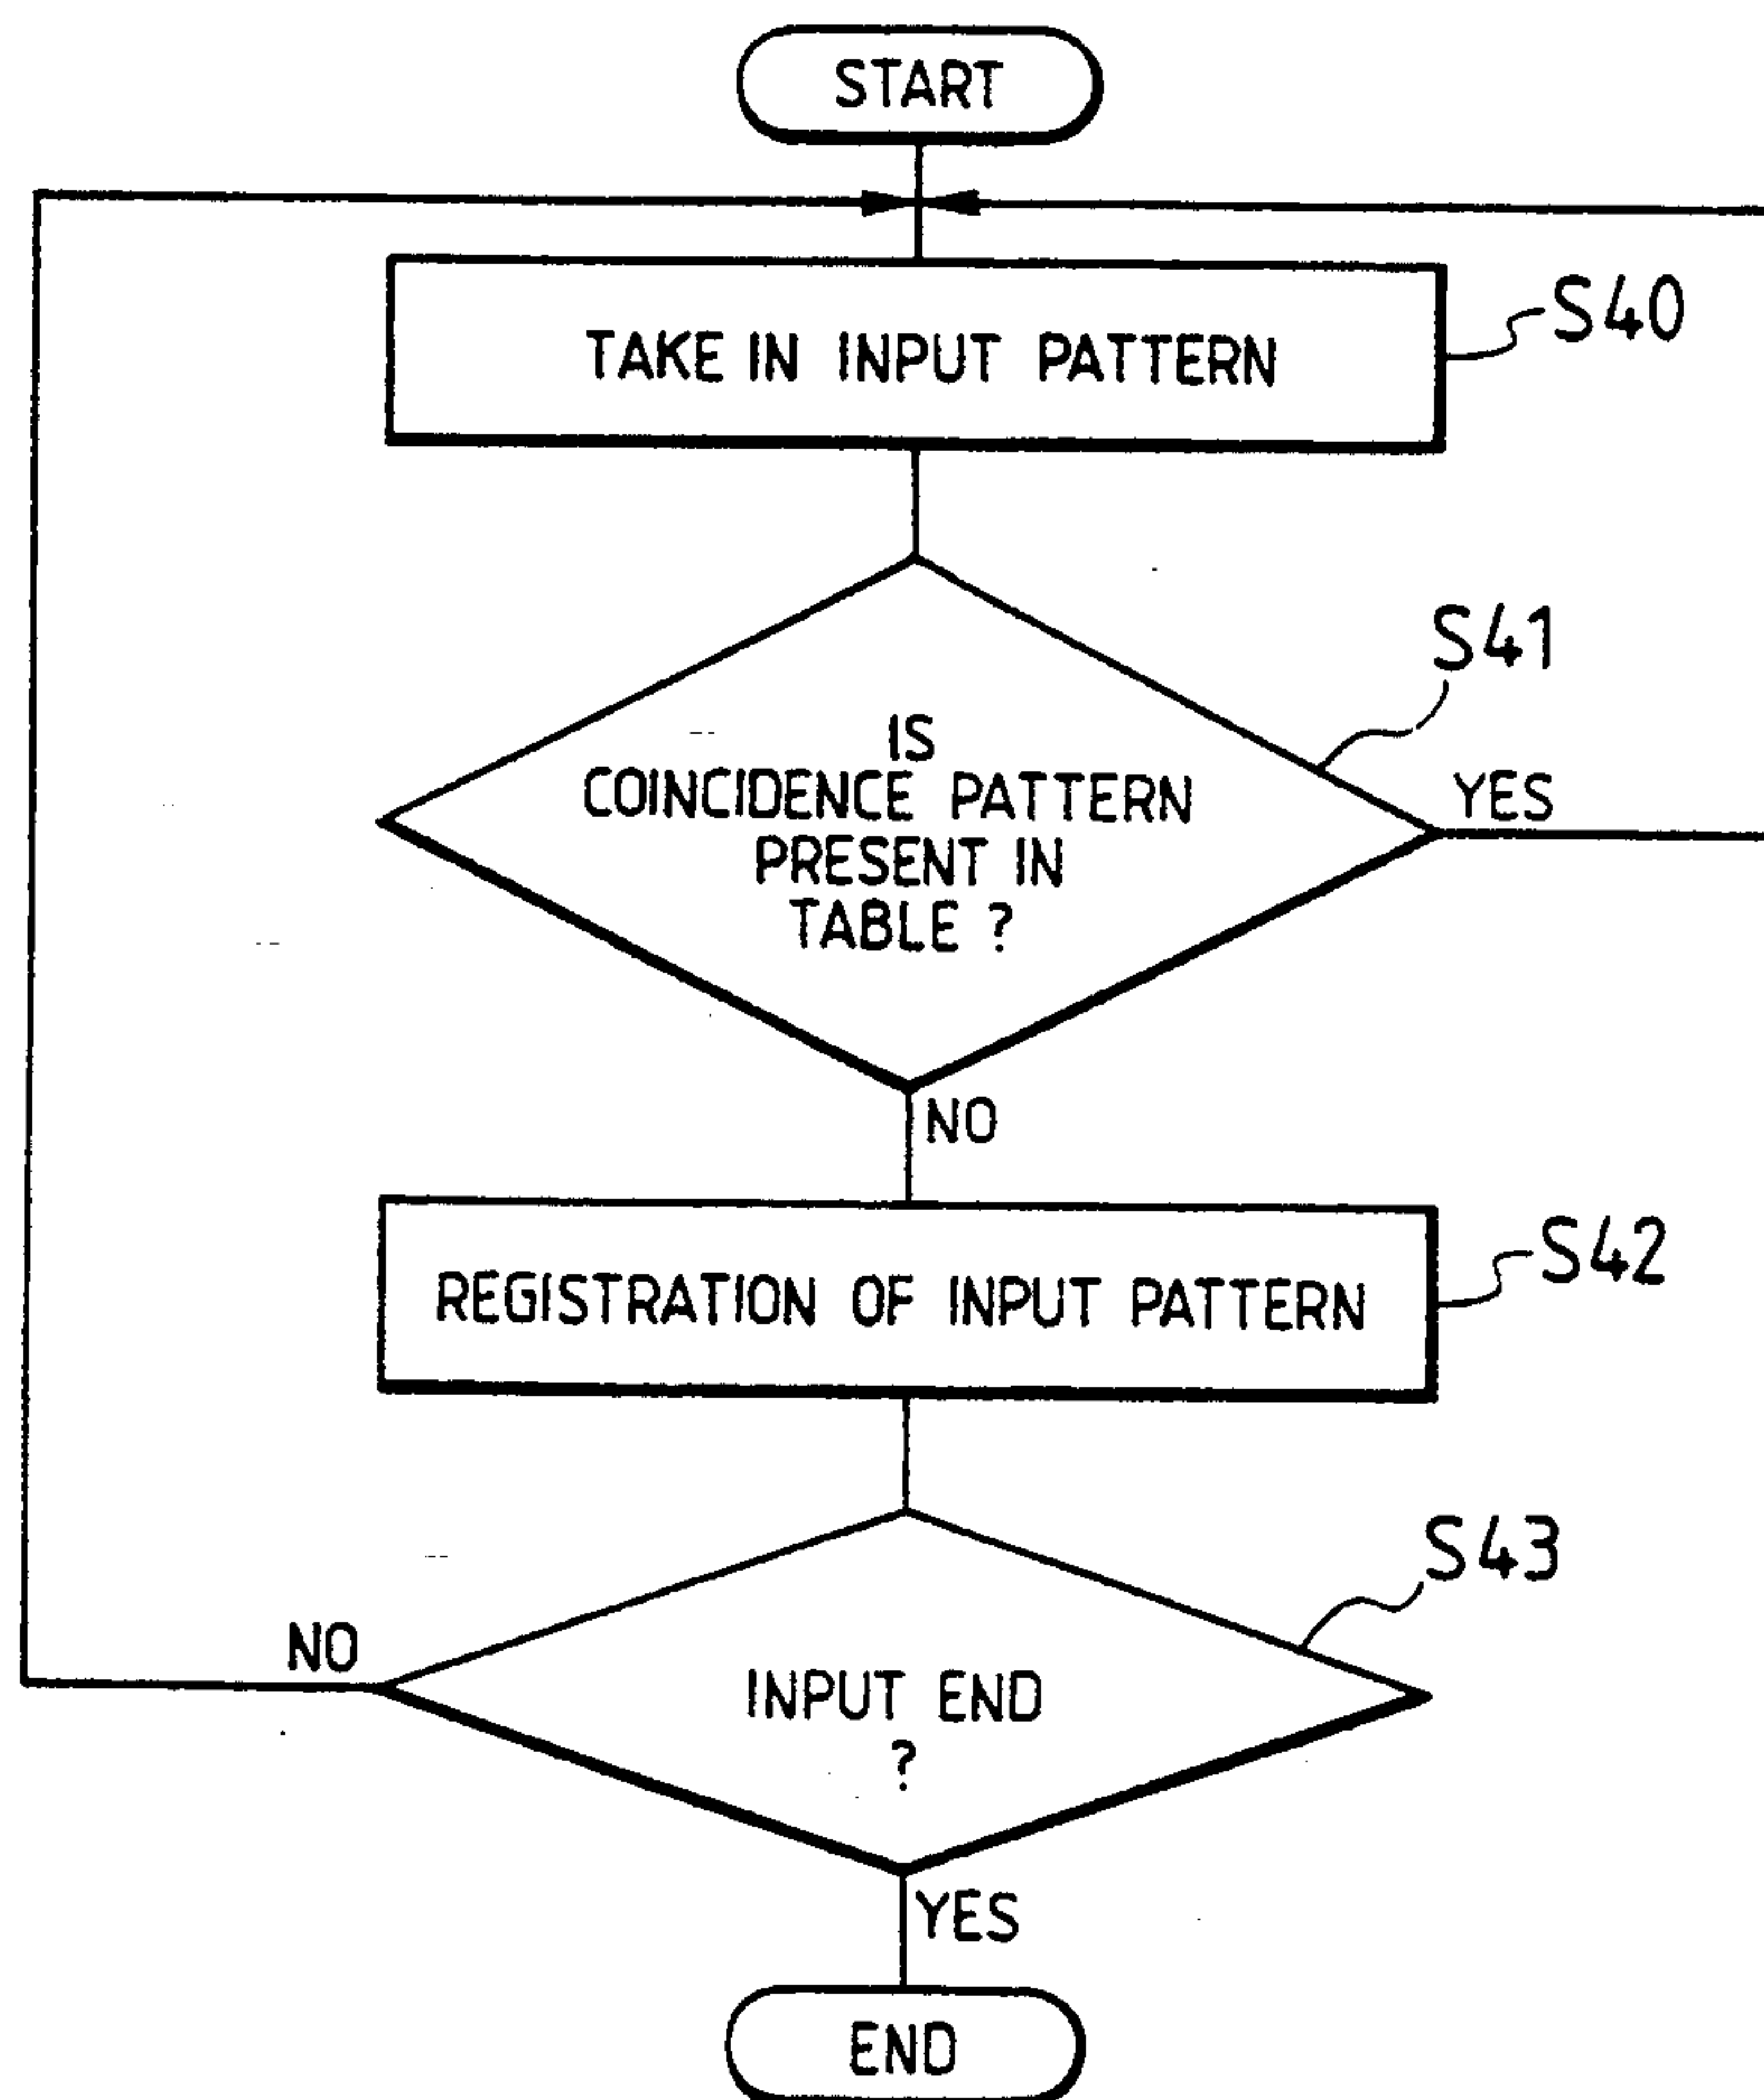 START
TAKE IN INPUT PATTERN
S40
S41
IS
COINCIDENCE PATTERN
PRESENT IN
TABLE ?
YES
NO
REGISTRATION OF INPUT PATTERN
S42
S43
NO
INPUT END
?
YES
END